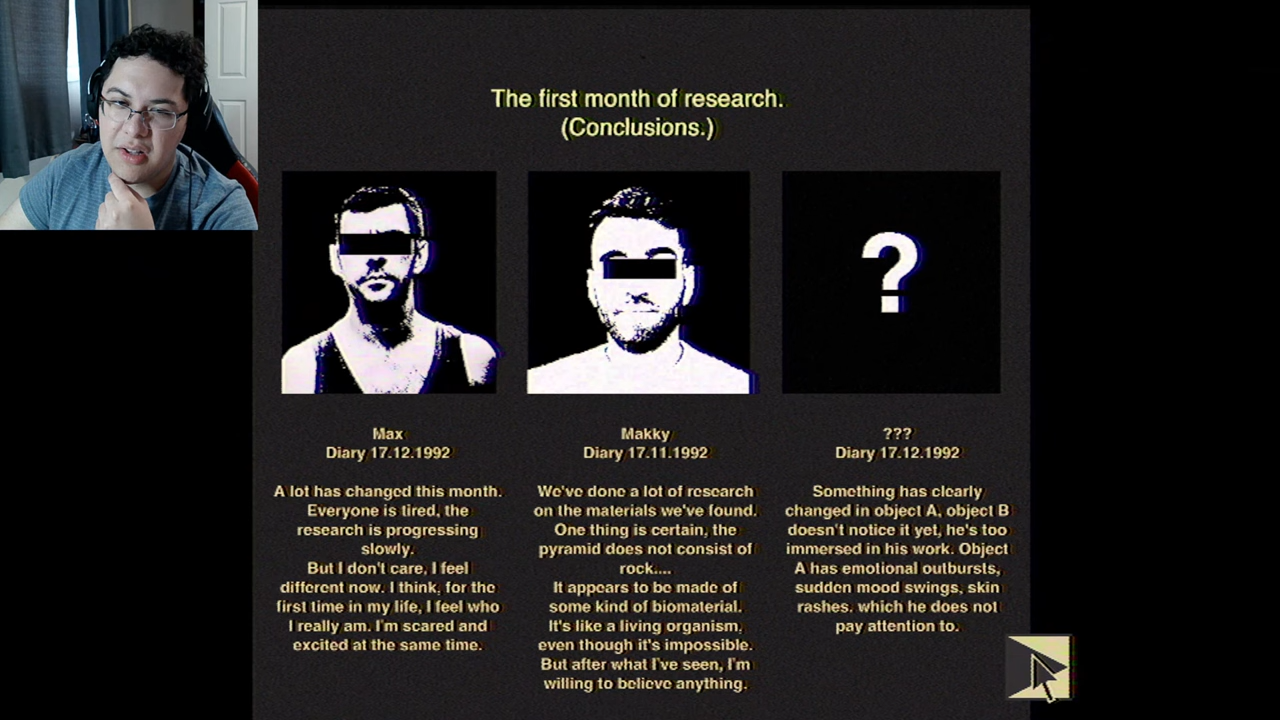 The first month of research.
(Conclusions.)
?
Max
Diary 17.12.1992
A lot has changed this month.
Everyone is tired, the
research is progressing
slowly.
But I don't care, I feel
different now. I think, for the
first time in my life, I feel who
I really am. I'm scared and
excited at the same time.
Makky
Diary 17.11.1992
We've done a lot of research
on the materials we've found.
One thing is certain, the
pyramid does not consist of
rock....
It appears to be made of
some kind of biomaterial.
It's like a living organism,
even though it's impossible.
But after what I've seen, I'm
willing to believe anything.
???
Diary 17.12.1992
Something has clearly
changed in object A, object B
doesn't notice it yet, he's too
immersed in his work. Object
A has emotional outbursts,
sudden mood swings, skin
rashes. which he does not
pay attention to.